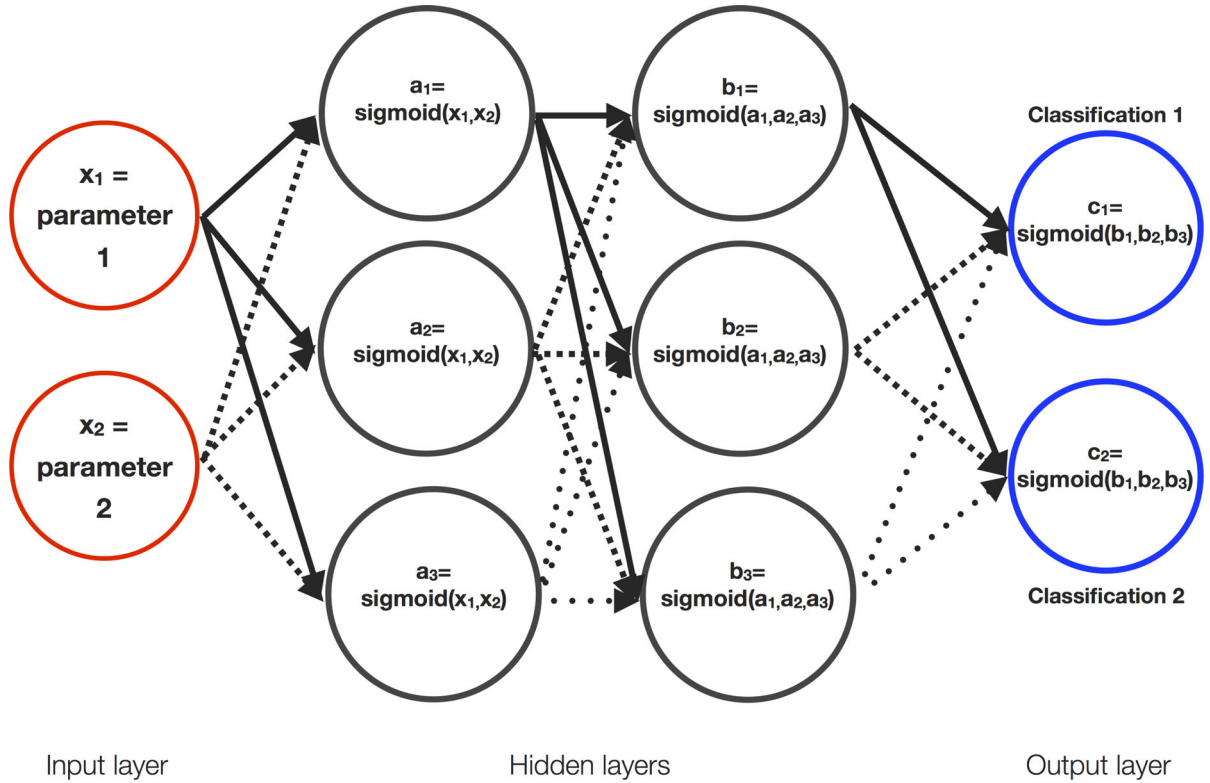 x₁ =
parameter
1
x₂ =
parameter
2
a₁=
sigmoid(x₁,x₂)
a₂=
sigmoid(x₁,x₂)
a₃=
sigmoid(x₁,x₂)
b₁=
sigmoid(a₁,a₂,a₃)
b₂=
sigmoid(a₁,a₂,a₃)
b₃=
sigmoid(a₁,a₂,a₃)
Classification 1
c₁=
sigmoid(b₁,b₂,b₃)
c₂=
sigmoid(b₁,b₂,b₃)
Classification 2
Input layer
Hidden layers
Output layer